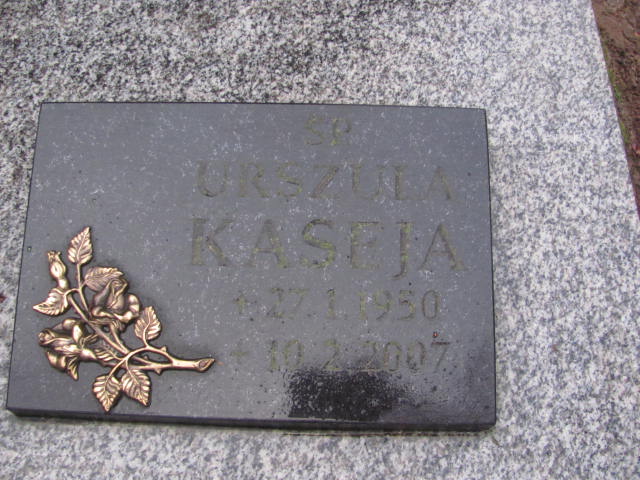 ŚP.
URSZULA
KASEJA
+ 27.1.1950
+ 10.2.2007